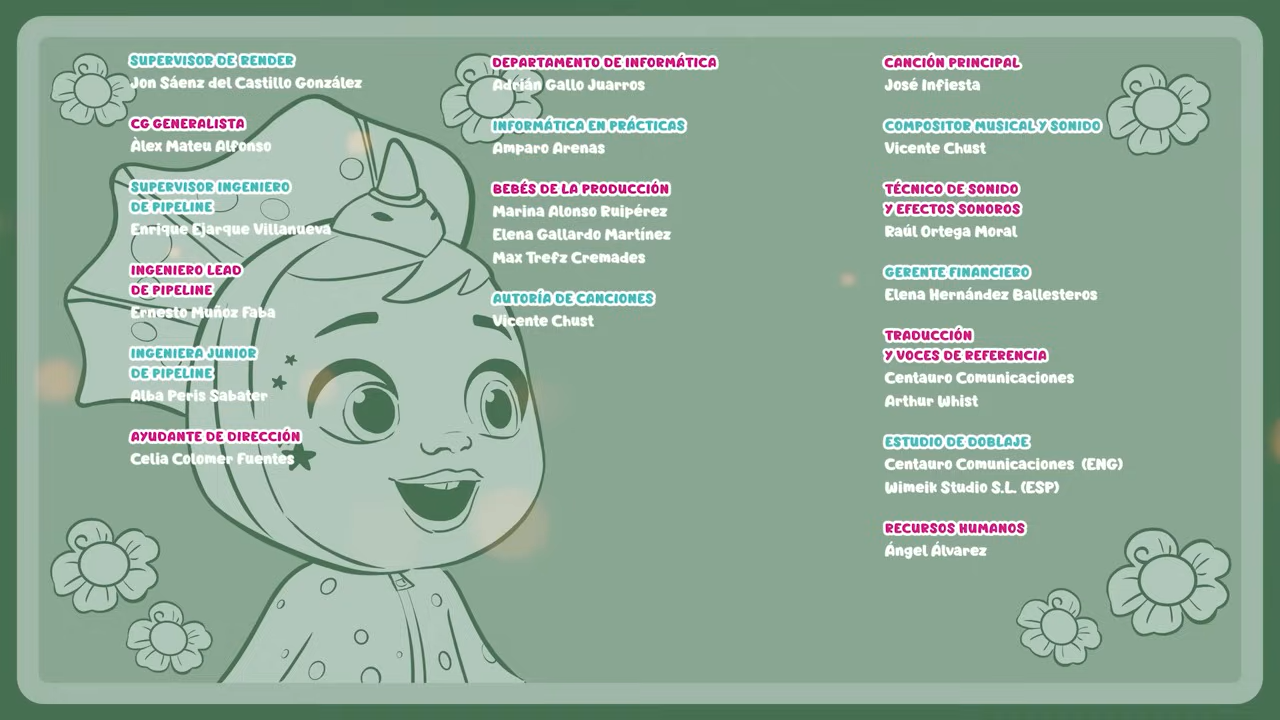 SUPERVISOR DE RENDER
Jon Sáenz del Castillo González
CG GENERALISTA
Àlex Mateu Alfonso
SUPERVISOR INGENIERO
DE PIPELINE
Enrique Ejarque Villanueva
INGENIERO LEAD
DE PIPELINE
Ernesto Muñoz Faba
INGENIERA JUNIOR
DE PIPELINE
Alba Peris Sabater
AYUDANTE DE DIRECCIÓN
Celia Colomer Fuentes
DEPARTAMENTO DE INFORMÁTICA
Adrián Gallo Juarros
INFORMÁTICA EN PRÁCTICAS
Amparo Arenas
BEBÉS DE LA PRODUCCIÓN
Marina Alonso Ruipérez
Elena Gallardo Martínez
Max Trefz Cremades
AUTORÍA DE CANCIONES
Vicente Chust
CANCIÓN PRINCIPAL
José Infiesta
COMPOSITOR MUSICAL Y SONIDO
Vicente Chust
TÉCNICO DE SONIDO
Y EFECTOS SONOROS
Raúl Ortega Moral
GERENTE FINANCIERO
Elena Hernández Ballesteros
TRADUCCIÓN
Y VOCES DE REFERENCIA
Centauro Comunicaciones
Arthur Whist
ESTUDIO DE DOBLAJE
Centauro Comunicaciones (ENG)
Wimeik Studio S.L. (ESP)
RECURSOS HUMANOS
Ángel Álvarez